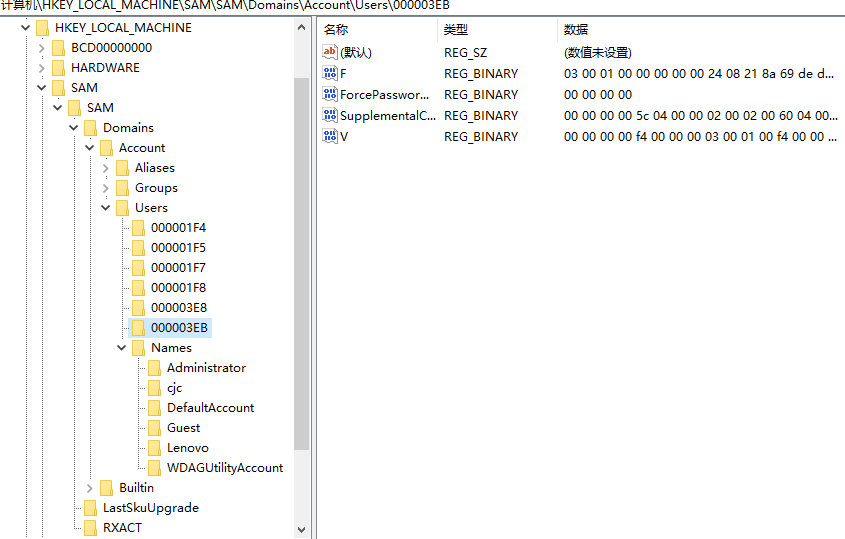 计算机\HKEY_LOCAL_MACHINE\SAM\SAM\Domains\Account\Users\000003EB
HKEY_LOCAL_MACHINE
BCD00000000
HARDWARE
SAM
SAM
Domains
Account
Aliases
Groups
Users
000001F4
000001F5
000001F7
000001F8
000003E8
000003EB
Names
Administrator
cjc
DefaultAccount
Guest
Lenovo
WDAGUtilityAccount
Builtin
LastSkuUpgrade
RXACT
名称 类型 数据
(默认) REG_SZ (数值未设置)
F REG_BINARY 03 00 01 00 00 00 00 00 24 08 21 8a 69 de d...
ForcePasswor... REG_BINARY 00 00 00 00
SupplementalC... REG_BINARY 00 00 00 00 5c 04 00 00 02 00 02 00 60 04 00...
V REG_BINARY 00 00 00 00 f4 00 00 00 03 00 01 00 f4 00 00 ...